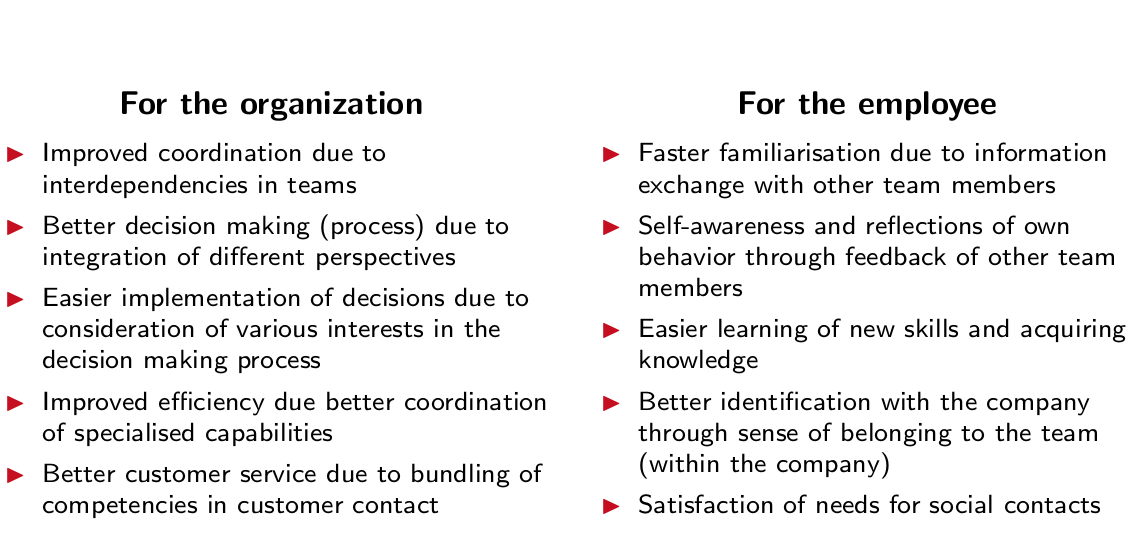 For the organization
► Improved coordination due to
interdependencies in teams
► Better decision making (process) due to
integration of different perspectives
► Easier implementation of decisions due to
consideration of various interests in the
decision making process
► Improved efficiency due better coordination
of specialised capabilities
► Better customer service due to bundling of
competencies in customer contact
For the employee
► Faster familiarisation due to information
exchange with other team members
► Self-awareness and reflections of own
behavior through feedback of other team
members
► Easier learning of new skills and acquiring
knowledge
► Better identification with the company
through sense of belonging to the team
(within the company)
► Satisfaction of needs for social contacts